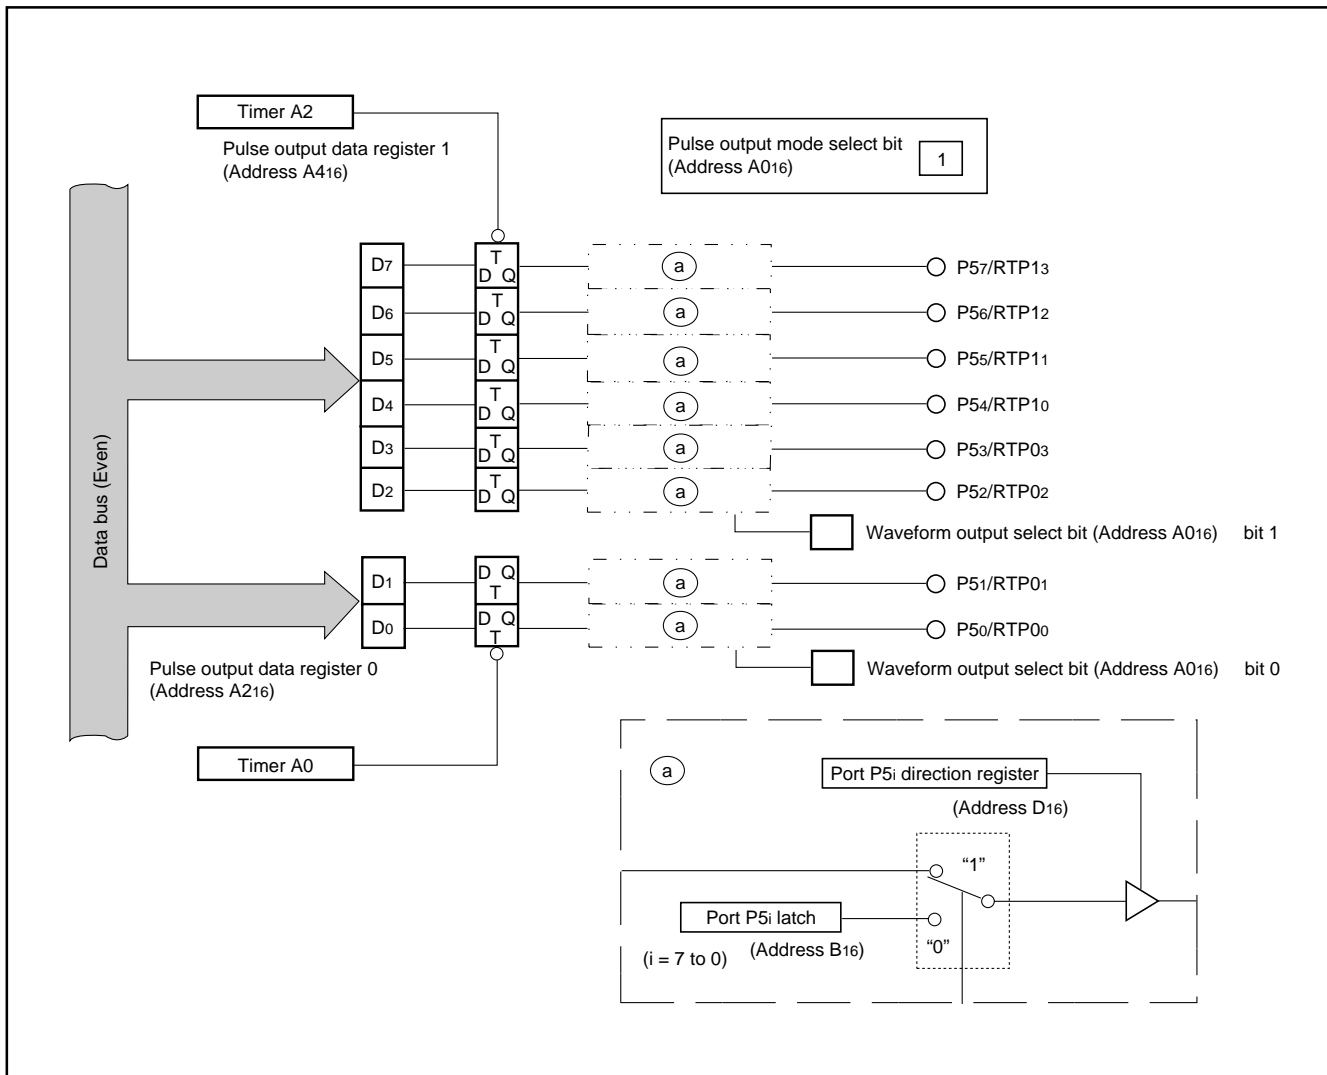 Timer A2
Pulse output data register 1
(Address A416)
Pulse output mode select bit
(Address A016)
1
Data bus (Even)
D7
T
D Q
a
P57/RTP13
D6
T
D Q
a
P56/RTP12
D5
T
D Q
a
P55/RTP11
D4
T
D Q
a
P54/RTP10
D3
T
D Q
a
P53/RTP03
D2
T
D Q
a
P52/RTP02
Waveform output select bit (Address A016) bit 1
D1
D Q
T
a
P51/RTP01
D0
D Q
T
a
P50/RTP00
Waveform output select bit (Address A016) bit 0
Pulse output data register 0
(Address A216)
Timer A0
a
Port P5i direction register
(Address D16)
“1”
Port P5i latch
(Address B16)
“0”
(i = 7 to 0)